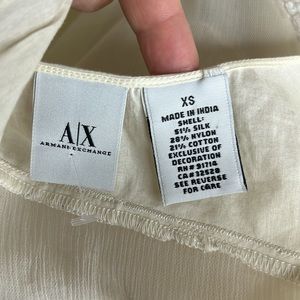 A|X
ARMANI EXCHANGE
XS
MADE IN INDIA
SHELL:
51% SILK
28% NYLON
21% COTTON
EXCLUSIVE OF
DECORATION
RN# 91714
CA# 32528
SEE REVERSE
FOR CARE